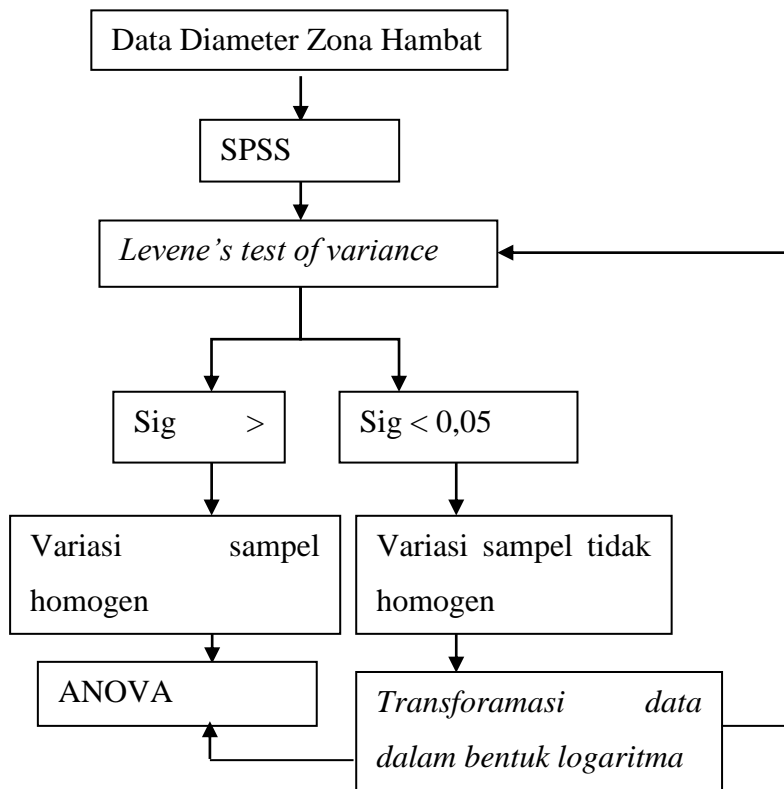 Data Diameter Zona Hambat
SPSS
Levene’s test of variance
Sig >
Sig < 0,05
Variasi sampel
homogen
Variasi sampel tidak
homogen
ANOVA
Transforamasi data
dalam bentuk logaritma